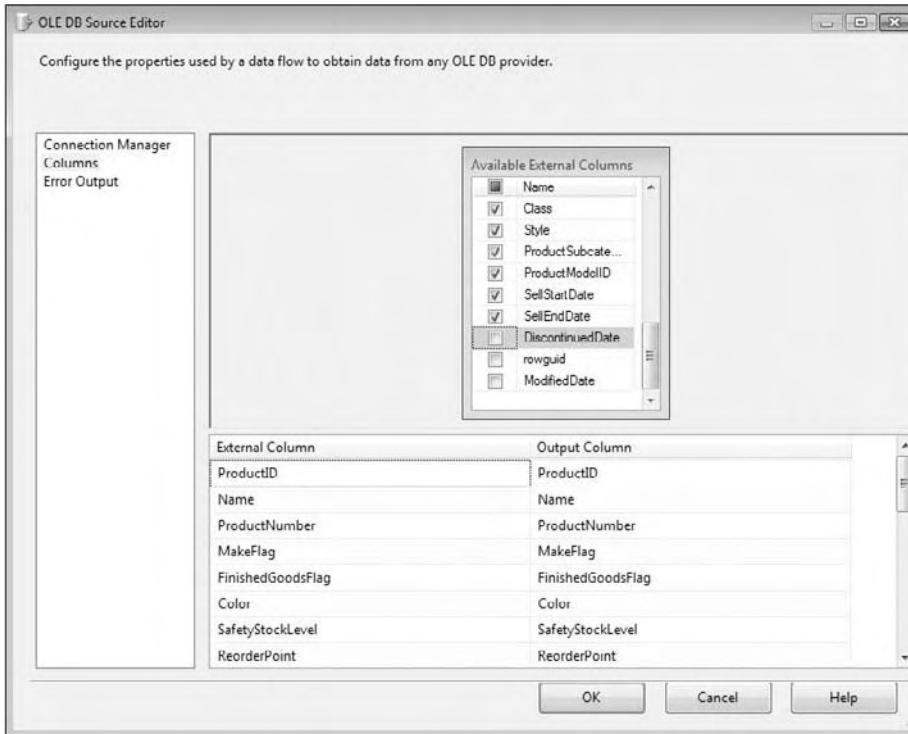 OLE DB Source Editor
Configure the properties used by a data flow to obtain data from any OLE DB provider.
Connection Manager
Columns
Error Output
Available External Columns
Name
Class
Style
ProductSubcate...
ProductModelID
SellStartDate
SellEndDate
DiscontinuedDate
rowguid
ModifiedDate
External Column Output Column
ProductID ProductID
Name Name
ProductNumber ProductNumber
MakeFlag MakeFlag
FinishedGoodsFlag FinishedGoodsFlag
Color Color
SafetyStockLevel SafetyStockLevel
ReorderPoint ReorderPoint
OK Cancel Help